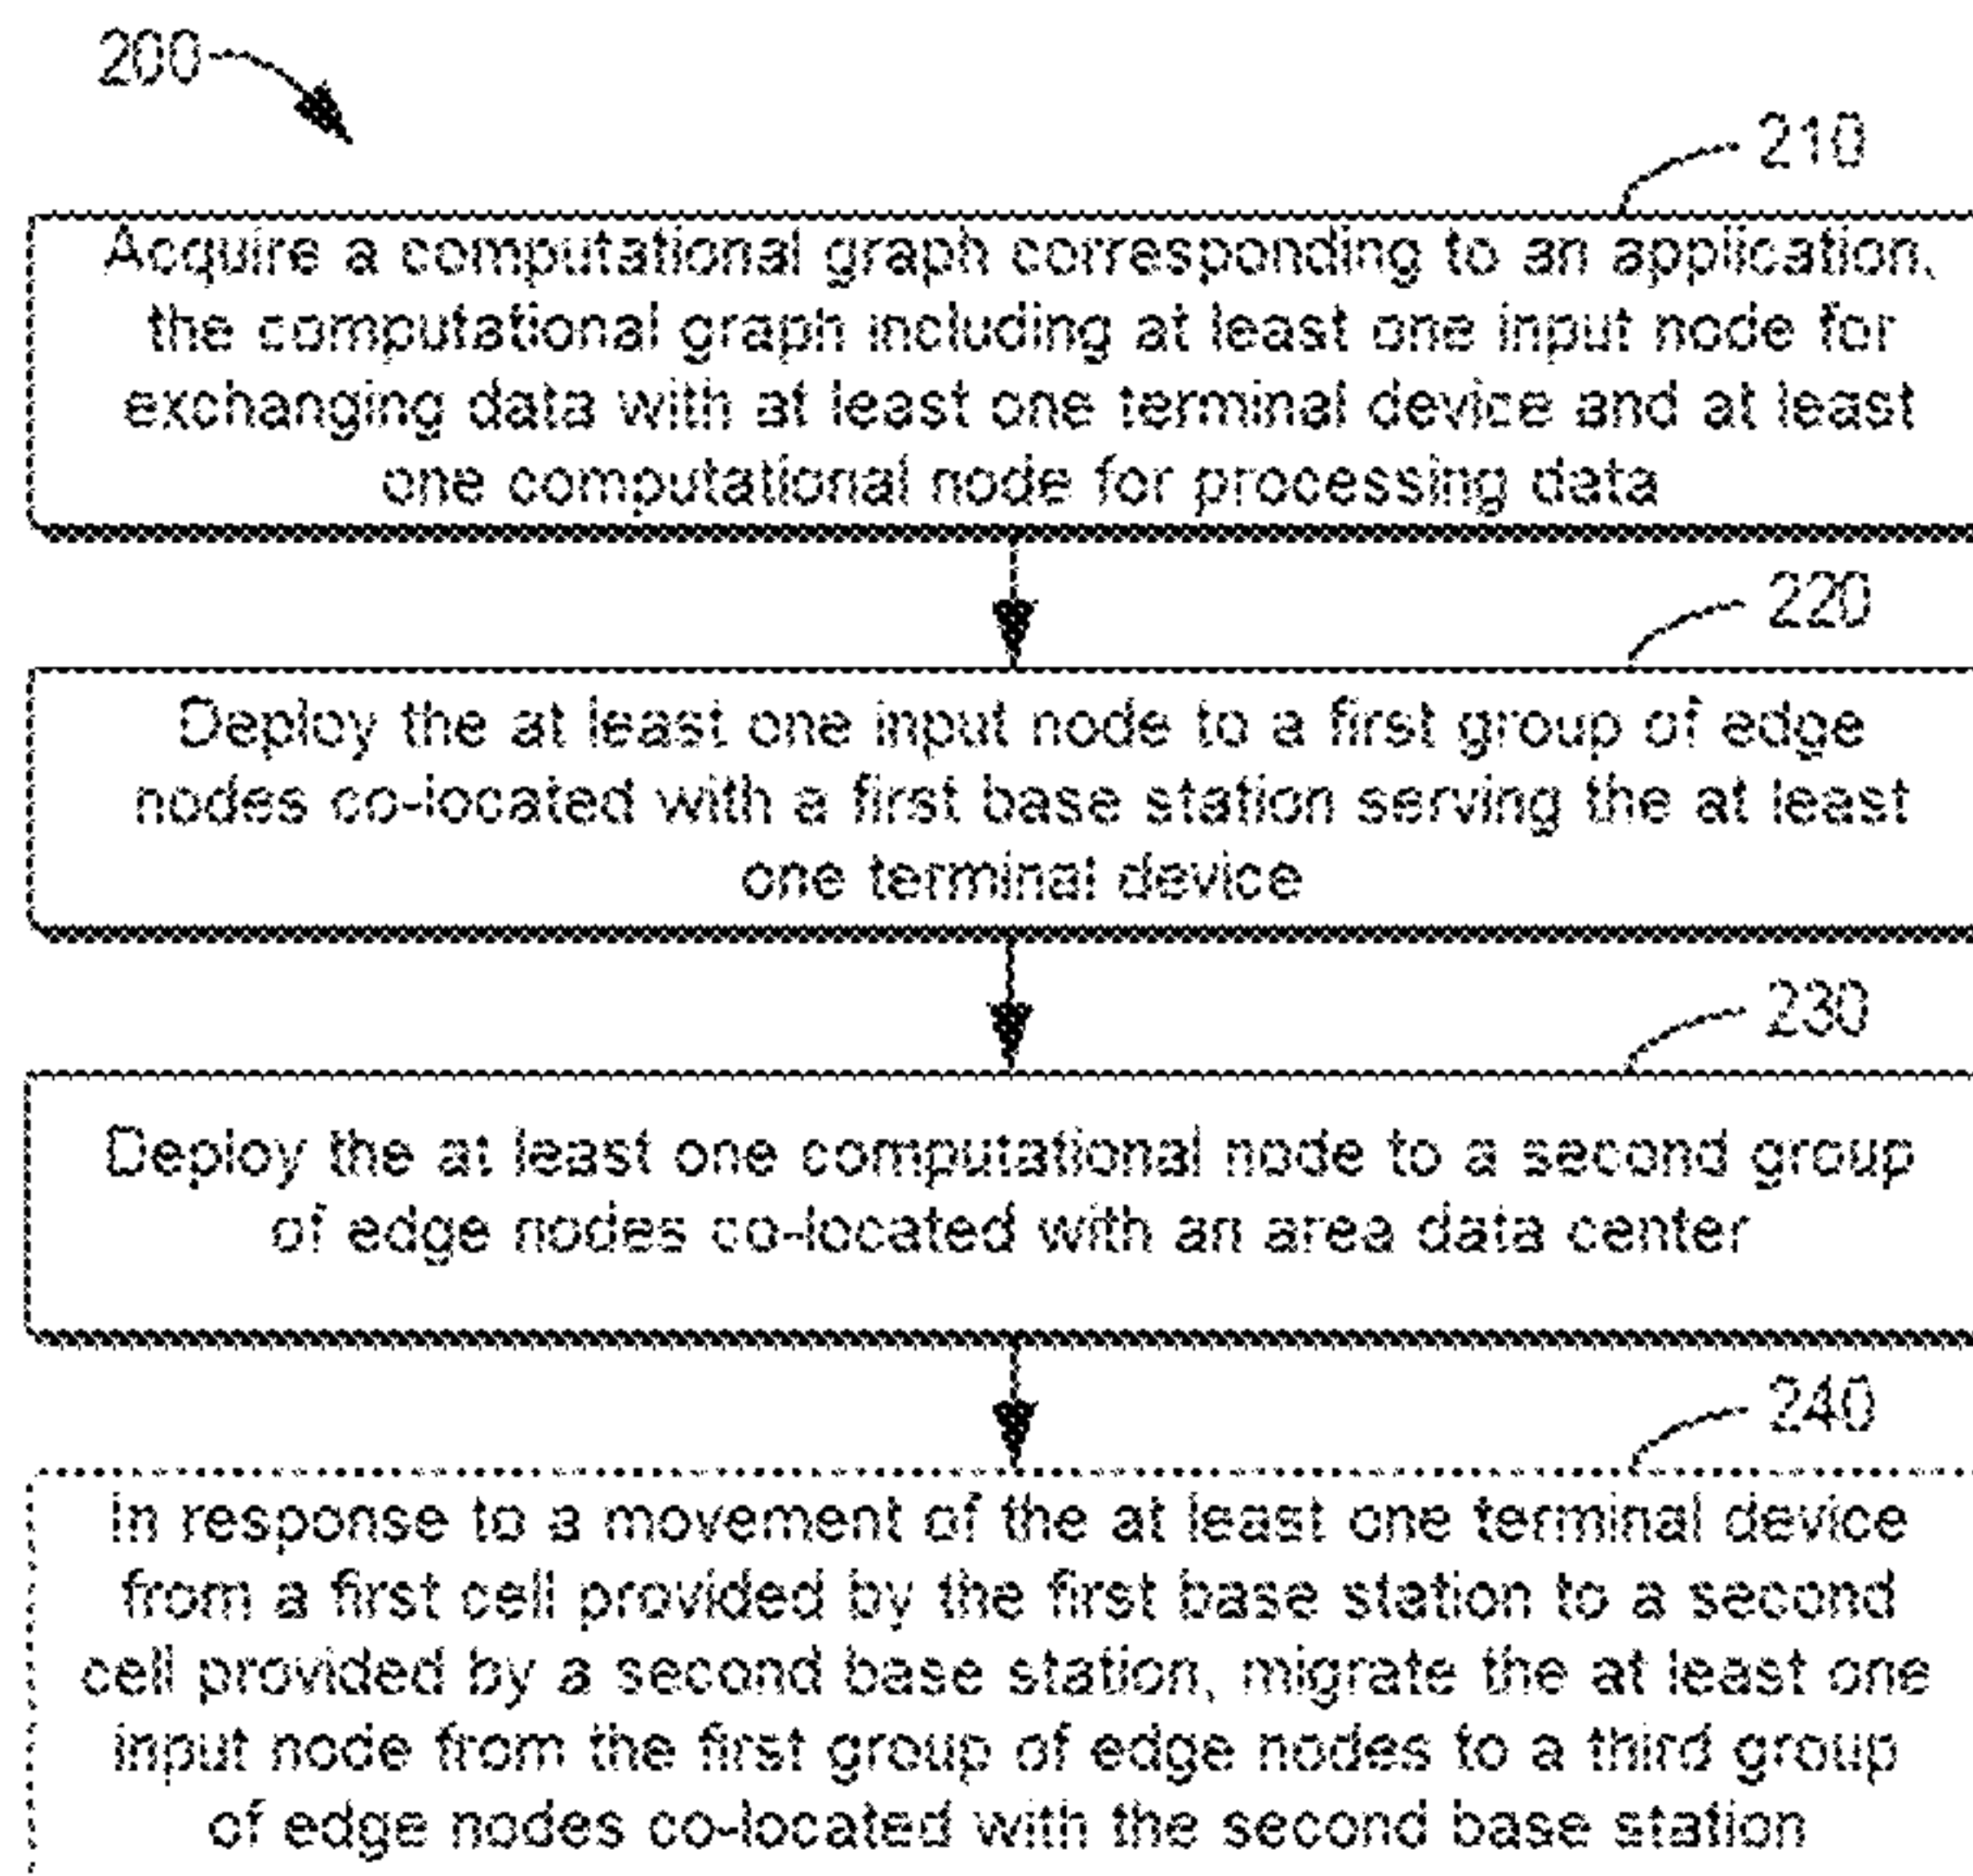 200
210
Acquire a computational graph corresponding to an application,
the computational graph including at least one input node for
exchanging data with at least one terminal device and at least
one computational node for processing data
220
Deploy the at least one input node to a first group of edge
nodes co-located with a first base station serving the at least
one terminal device
230
Deploy the at least one computational node to a second group
of edge nodes co-located with an area data center
240
In response to a movement of the at least one terminal device
from a first cell provided by the first base station to a second
cell provided by a second base station, migrate the at least one
input node from the first group of edge nodes to a third group
of edge nodes co-located with the second base station